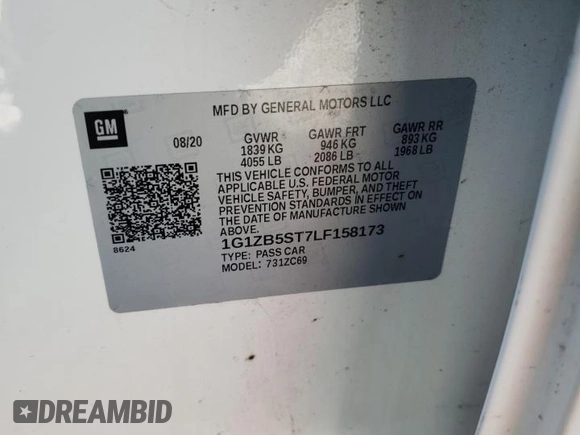 GM
MFD BY GENERAL MOTORS LLC
08/20 GVWR GAWR FRT GAWR RR
1839 KG 946 KG 893 KG
4055 LB 2086 LB 1968 LB
THIS VEHICLE CONFORMS TO ALL
APPLICABLE U.S. FEDERAL MOTOR
VEHICLE SAFETY, BUMPER, AND THEFT
PREVENTION STANDARDS IN EFFECT ON
THE DATE OF MANUFACTURE SHOWN
ABOVE.
8624
1G1ZB5ST7LF158173
TYPE: PASS CAR
MODEL: 731ZC69
DREAMBID